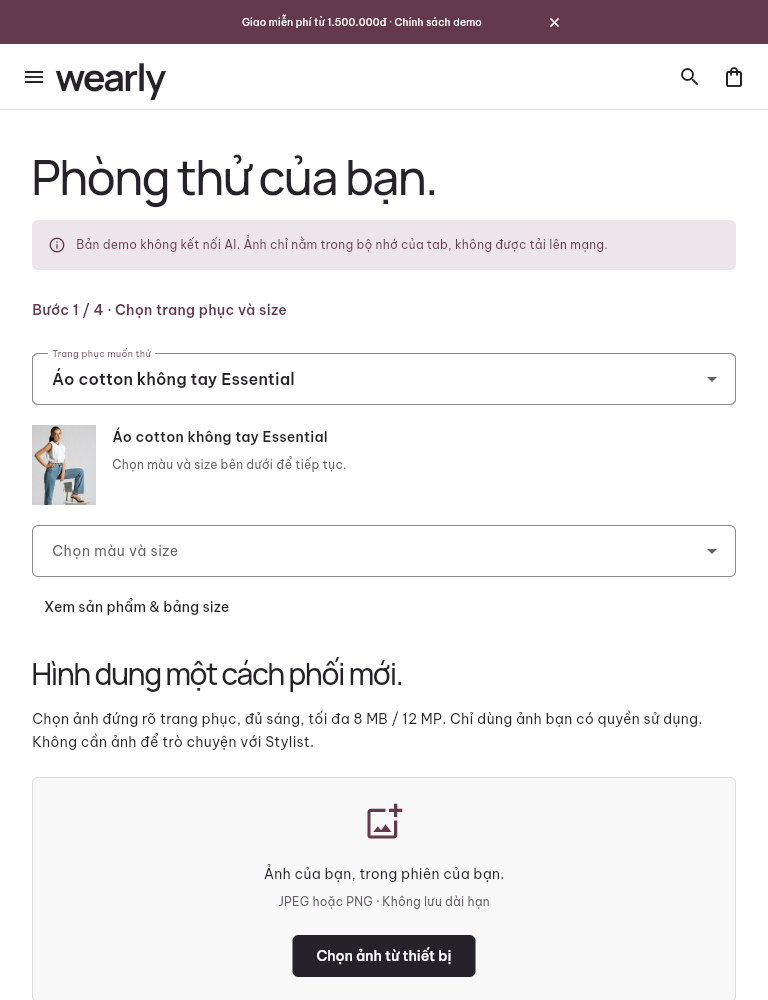 Giao miễn phí từ 1.500.000đ · Chính sách demo
wearly
Phòng thử của bạn.
Bản demo không kết nối AI. Ảnh chỉ nằm trong bộ nhớ của tab, không được tải lên mạng.
Bước 1 / 4 · Chọn trang phục và size
Trang phục muốn thử
Áo cotton không tay Essential
Áo cotton không tay Essential
Chọn màu và size bên dưới để tiếp tục.
Chọn màu và size
Xem sản phẩm & bảng size
Hình dung một cách phối mới.
Chọn ảnh đứng rõ trang phục, đủ sáng, tối đa 8 MB / 12 MP. Chỉ dùng ảnh bạn có quyền sử dụng.
Không cần ảnh để trò chuyện với Stylist.
Ảnh của bạn, trong phiên của bạn.
JPEG hoặc PNG · Không lưu dài hạn
Chọn ảnh từ thiết bị